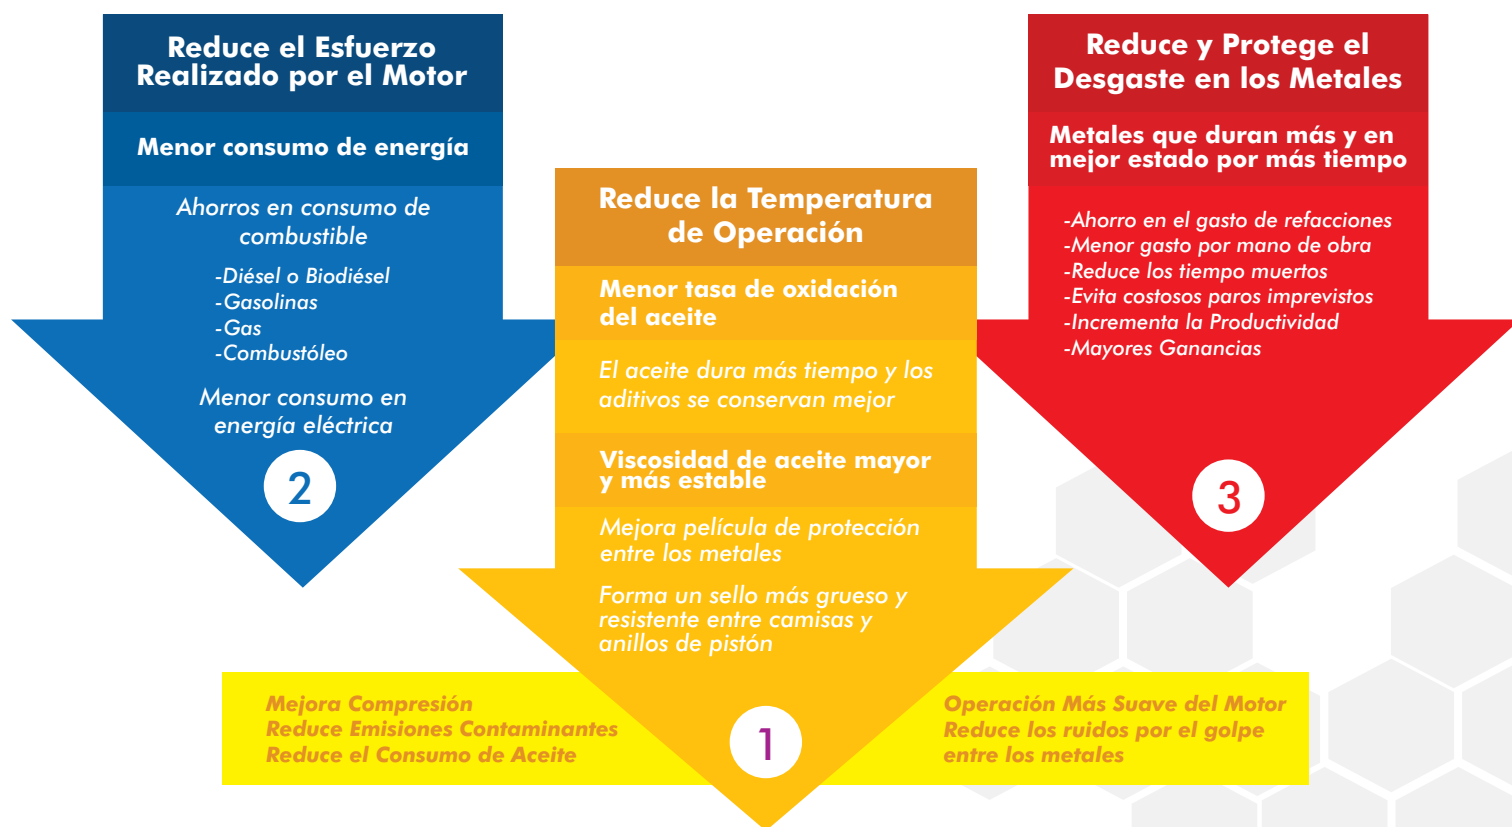 Reduce el Esfuerzo
Realizado por el Motor
Menor consumo de energía
Ahorros en consumo de
combustible
-Diésel o Biodiésel
-Gasolinas
-Gas
-Combustóleo
Menor consumo en
energía eléctrica
2
Reduce la Temperatura
de Operación
Menor tasa de oxidación
del aceite
El aceite dura más tiempo y los
aditivos se conservan mejor
Viscosidad de aceite mayor
y más estable
Mejora película de protección
entre los metales
Forma un sello más grueso y
resistente entre camisas y
anillos de pistón
1
Reduce y Protege el
Desgaste en los Metales
Metales que duran más y en
mejor estado por más tiempo
-Ahorro en el gasto de refacciones
-Menor gasto por mano de obra
-Reduce los tiempo muertos
-Evita costosos paros imprevistos
-Incrementa la Productividad
-Mayores Ganancias
3
Mejora Compresión
Reduce Emisiones Contaminantes
Reduce el Consumo de Aceite
Operación Más Suave del Motor
Reduce los ruidos por el golpe
entre los metales